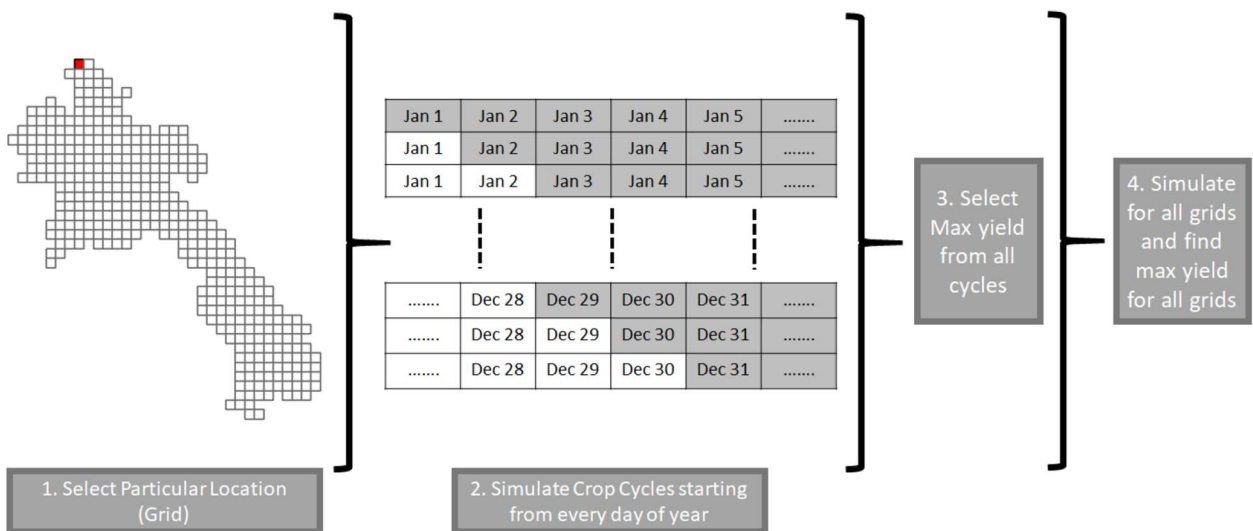 Jan 1 Jan 2 Jan 3 Jan 4 Jan 5 .......
Jan 1 Jan 2 Jan 3 Jan 4 Jan 5 .......
Jan 1 Jan 2 Jan 3 Jan 4 Jan 5 .......
....... Dec 28 Dec 29 Dec 30 Dec 31 .......
....... Dec 28 Dec 29 Dec 30 Dec 31 .......
....... Dec 28 Dec 29 Dec 30 Dec 31 .......
1. Select Particular Location
(Grid)
2. Simulate Crop Cycles starting
from every day of year
3. Select
Max yield
from all
cycles
4. Simulate
for all grids
and find
max yield
for all grids